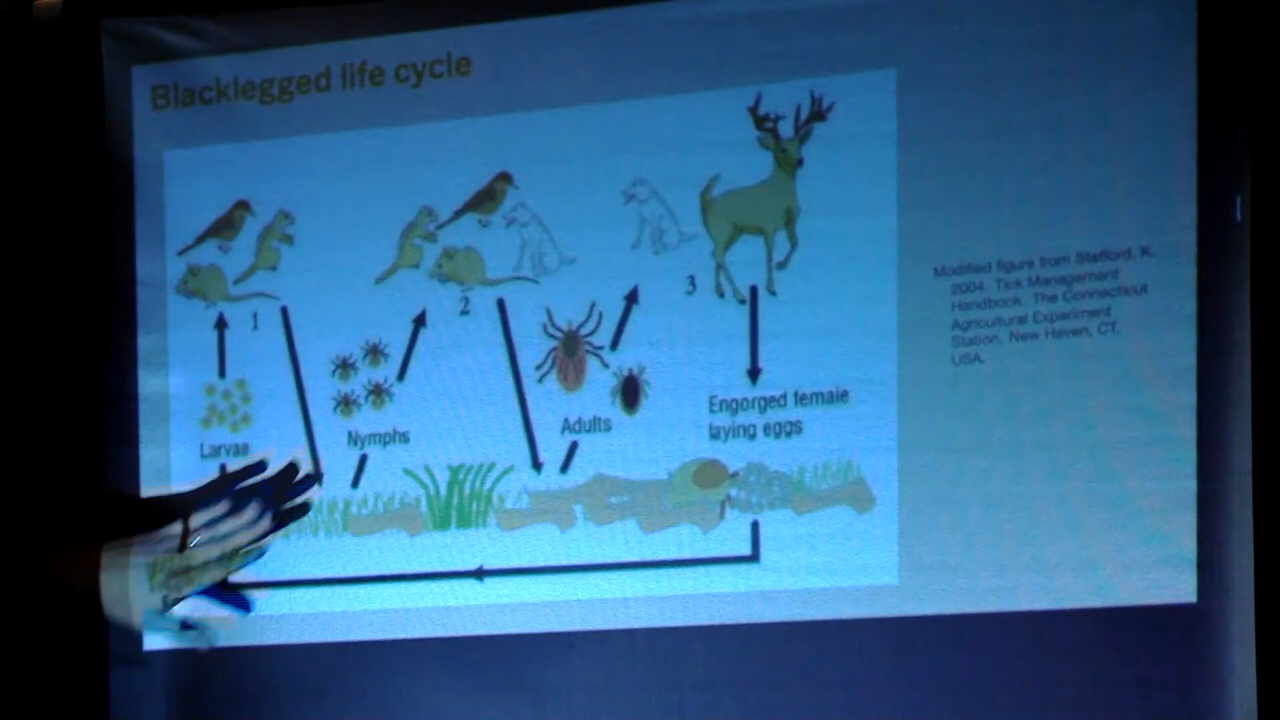 Blacklegged life cycle
1
2
3
Larvae
Nymphs
Adults
Engorged female
laying eggs
Modified figure from Stafford, K.
2004. Tick Management
Handbook. The Connecticut
Agricultural Experiment
Station, New Haven, CT,
USA.